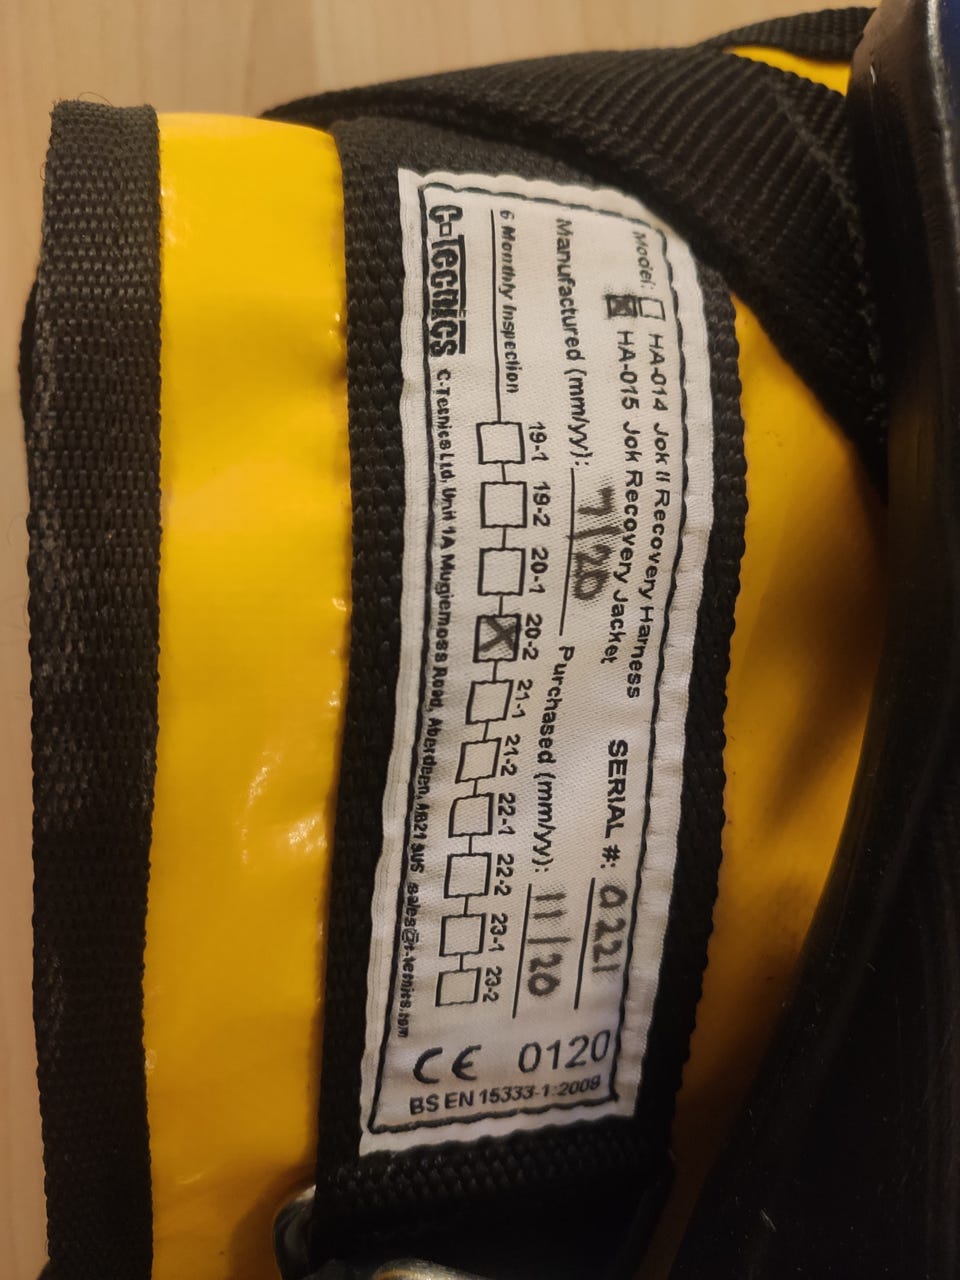 Model: HA-014 Jok II Recovery Harness
HA-015 Jok Recovery Jacket SERIAL #: 0221
Manufactured (mm/yy): 7/20 Purchased (mm/yy): 11/20
19-1 19-2 20-1 20-2 21-1 21-2 22-1 22-2 23-1 23-2
6 Monthly Inspection
C-Tecnics C-Tecnics Ltd. Unit 1A Mugiemoss Road, Aberdeen, AB21 9US sales@c-tecnics.com
CE 0120
BS EN 15333-1:2008